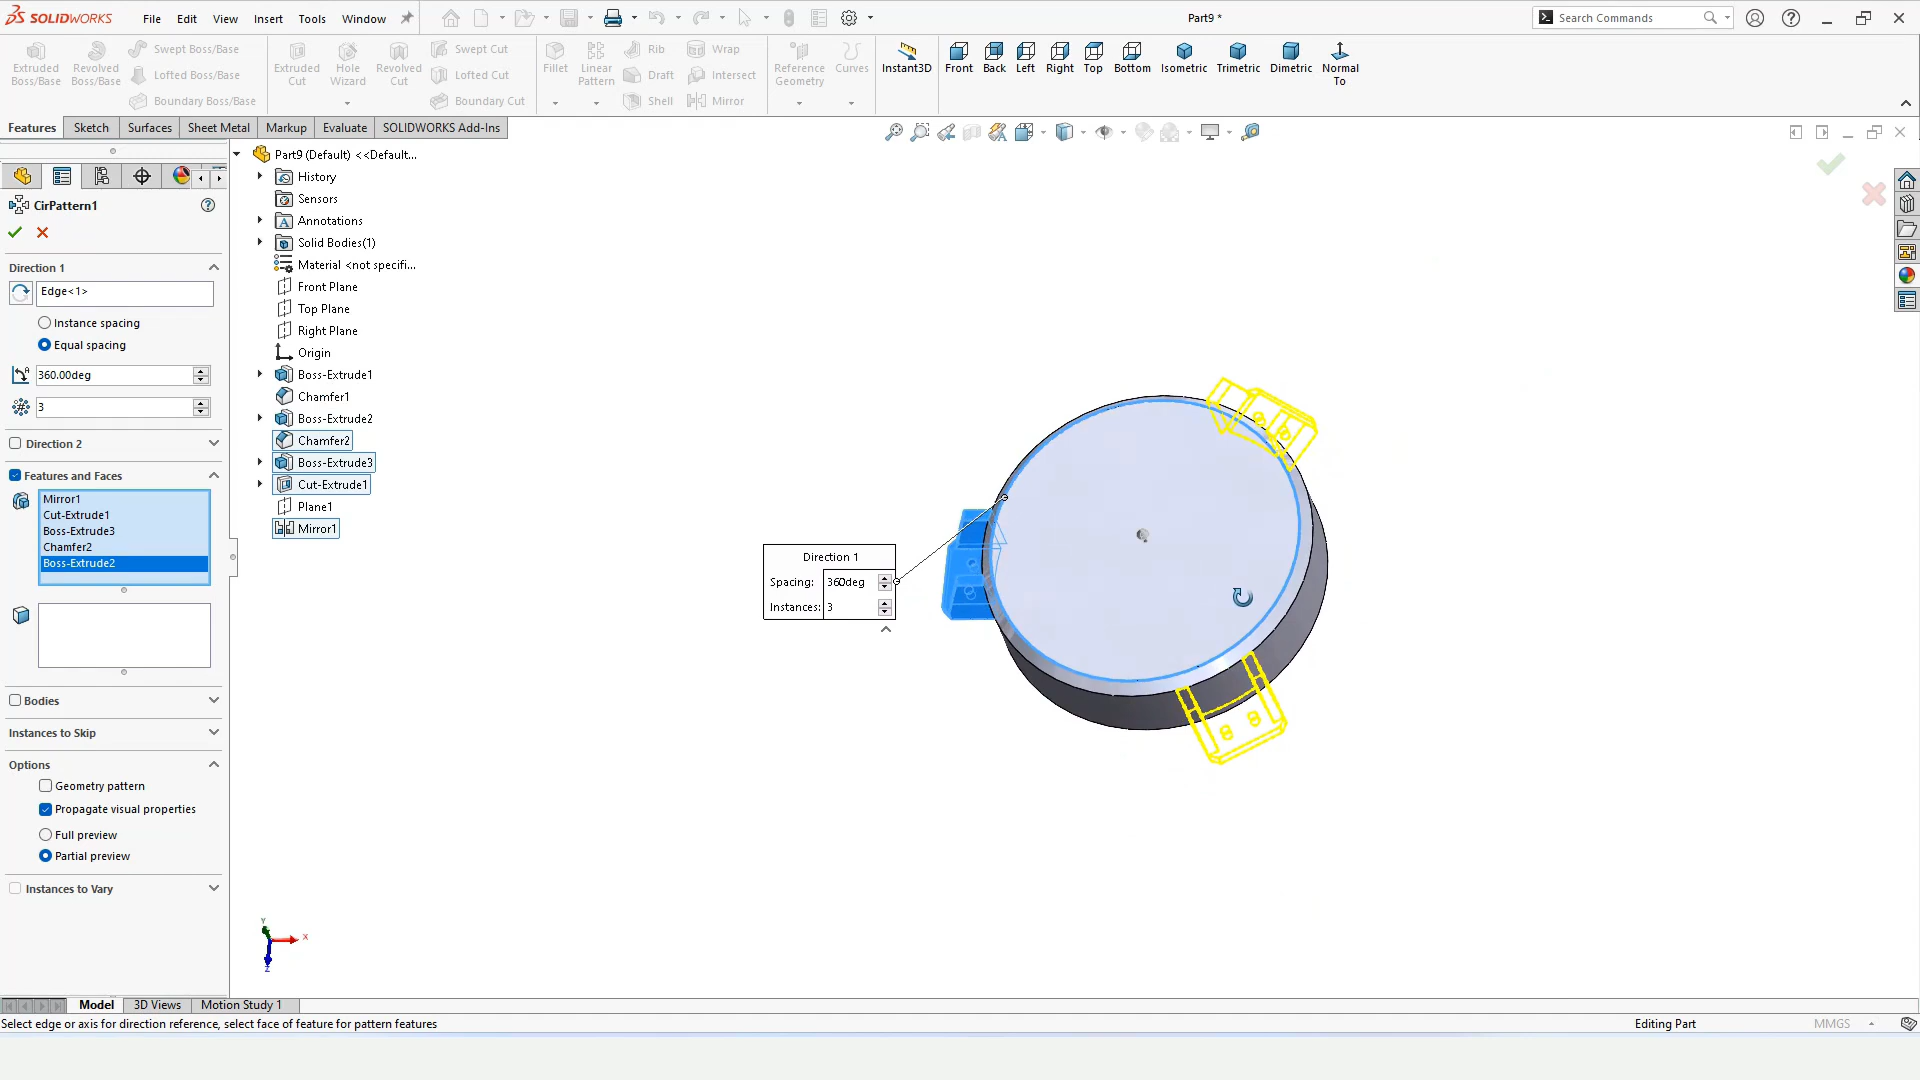 SOLIDWORKS File Edit View Insert Tools Window Part9 * Search Commands
Extruded Boss/Base
Revolved Boss/Base
Swept Boss/Base
Lofted Boss/Base
Boundary Boss/Base
Extruded Cut
Hole Wizard
Revolved Cut
Swept Cut
Lofted Cut
Boundary Cut
Fillet
Linear Pattern
Rib
Draft
Shell
Wrap
Intersect
Mirror
Reference Geometry
Curves
Instant3D
Front
Back
Left
Right
Top
Bottom
Isometric
Trimetric
Dimetric
Normal To
Features Sketch Surfaces Sheet Metal Markup Evaluate SOLIDWORKS Add-Ins
CirPattern1
Direction 1
Edge<1>
Instance spacing
Equal spacing
360.00deg
3
Direction 2
Features and Faces
Mirror1
Cut-Extrude1
Boss-Extrude3
Chamfer2
Boss-Extrude2
Bodies
Instances to Skip
Options
Geometry pattern
Propagate visual properties
Full preview
Partial preview
Instances to Vary
Part9 (Default) <<Default...
History
Sensors
Annotations
Solid Bodies(1)
Material <not specifi...
Front Plane
Top Plane
Right Plane
Origin
Boss-Extrude1
Chamfer1
Boss-Extrude2
Chamfer2
Boss-Extrude3
Cut-Extrude1
Plane1
Mirror1
Direction 1
Spacing: 360deg
Instances: 3
Y
X
Z
Model 3D Views Motion Study 1
Select edge or axis for direction reference, select face of feature for pattern features Editing Part MMGS